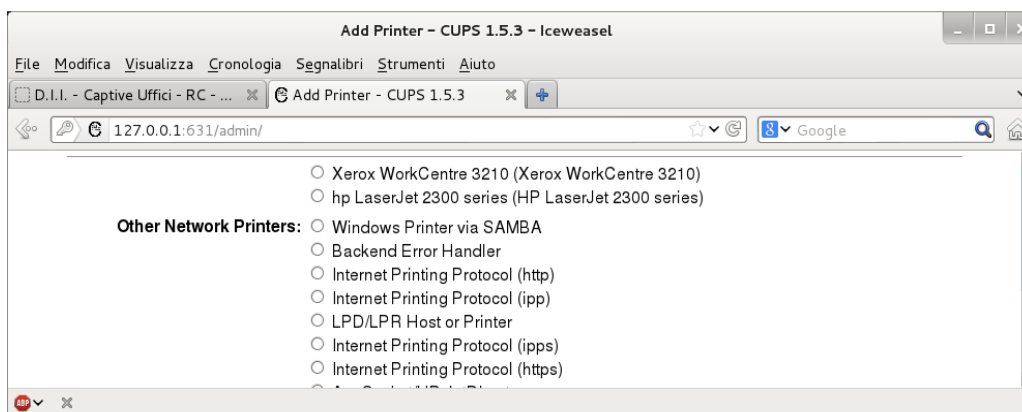 Add Printer – CUPS 1.5.3 – Iceweasel
File Modifica Visualizza Cronologia Segnalibri Strumenti Aiuto
D.I.I. - Captive Uffici - RC - ... Add Printer - CUPS 1.5.3
127.0.0.1:631/admin/ Google
Xerox WorkCentre 3210 (Xerox WorkCentre 3210)
hp LaserJet 2300 series (HP LaserJet 2300 series)
Other Network Printers: Windows Printer via SAMBA
Backend Error Handler
Internet Printing Protocol (http)
Internet Printing Protocol (ipp)
LPD/LPR Host or Printer
Internet Printing Protocol (ipps)
Internet Printing Protocol (https)
ABP